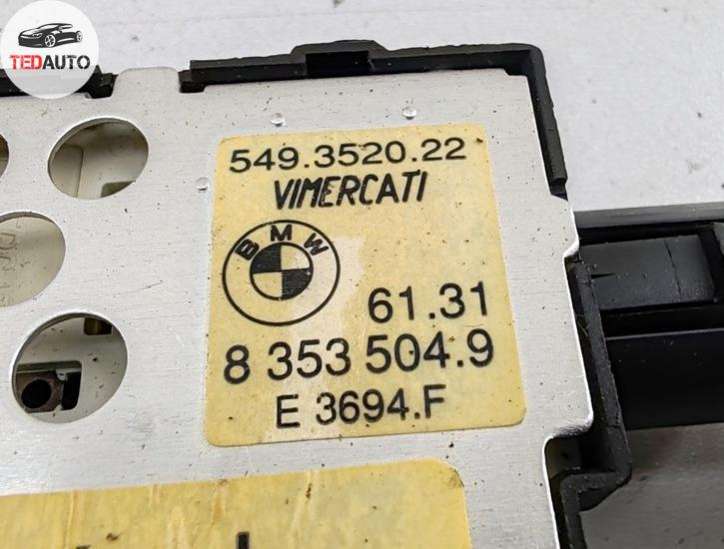 TEDAUTO
549.3520.22
VIMERCATI
BMW
61.31
8 353 504.9
E 3694.F